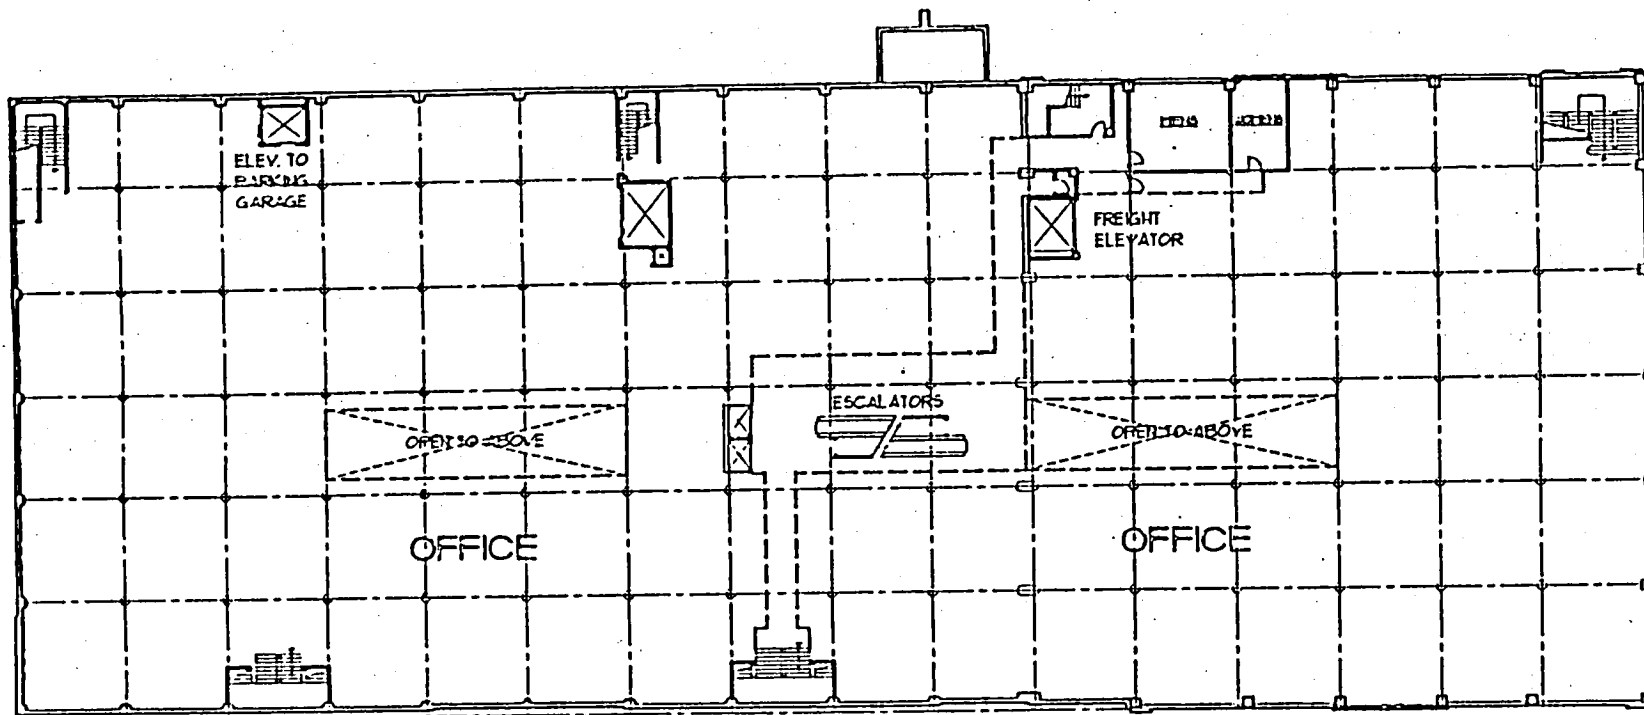 ELEV. TO
PARKING
GARAGE
FREIGHT
ELEVATOR
ESCALATORS
OPEN TO ABOVE
OPEN TO ABOVE
OFFICE
OFFICE